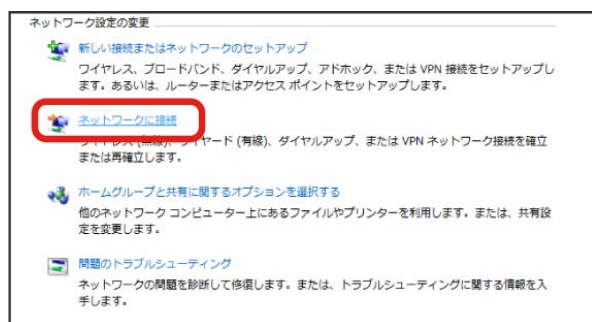 ネットワーク設定の変更
新しい接続またはネットワークのセットアップ
ワイヤレス、ブロードバンド、ダイヤルアップ、アドホック、または VPN 接続をセットアップし
ます。あるいは、ルーターまたはアクセス ポイントをセットアップします。
ネットワークに接続
ワイヤレス (無線)、ワイヤード (有線)、ダイヤルアップ、または VPN ネットワーク接続を確立
または再確立します。
ホームグループと共有に関するオプションを選択する
他のネットワーク コンピューター上にあるファイルやプリンターを利用します。または、共有設
定を変更します。
問題のトラブルシューティング
ネットワークの問題を診断して修復します。または、トラブルシューティングに関する情報を入
手します。